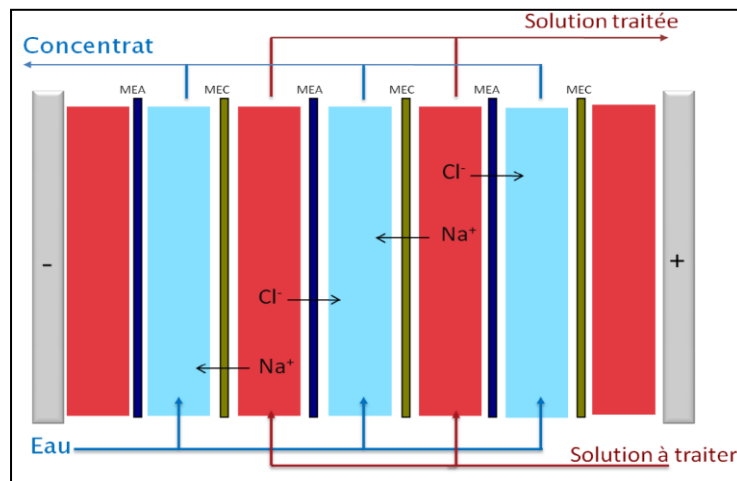 Solution traitée
Concentrat
MEA MEC MEA MEC MEA MEC
Cl⁻
Na⁺
- +
Cl⁻
Na⁺
Eau
Solution à traiter